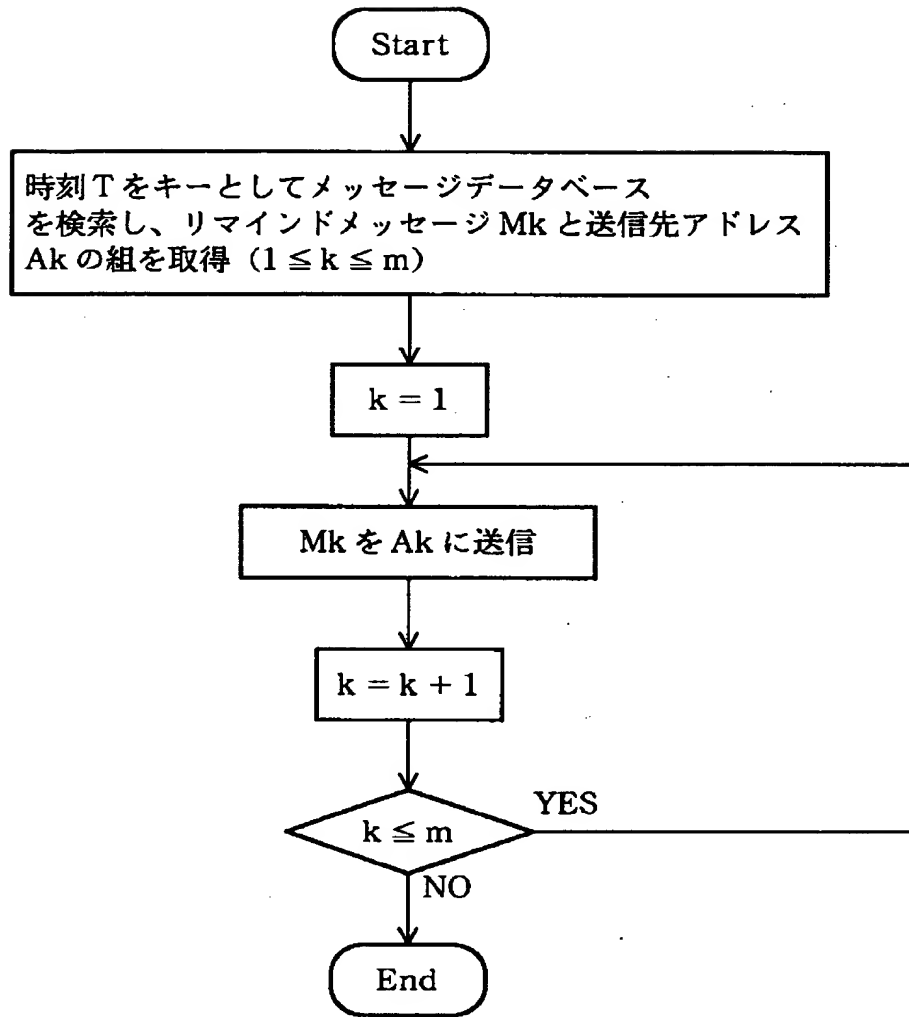 Start
時刻Tをキーとしてメッセージデータベース
を検索し、リマインドメッセージMkと送信先アドレス
Akの組を取得（1≦k≦m）
k = 1
MkをAkに送信
k = k + 1
k ≦ m
YES
NO
End